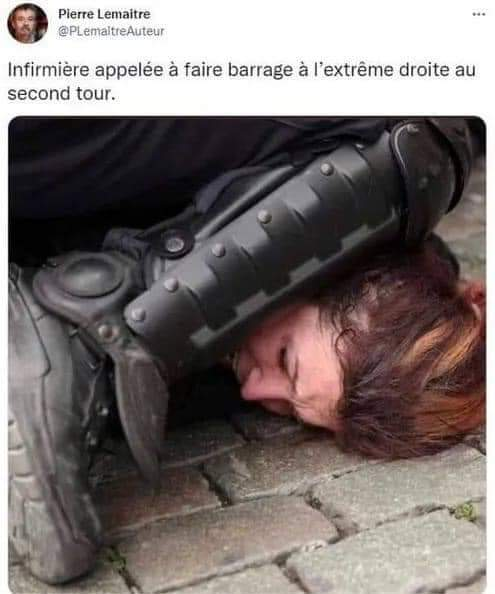 Pierre Lemaitre
@PLemaitreAuteur
Infirmière appelée à faire barrage à l'extrême droite au
second tour.